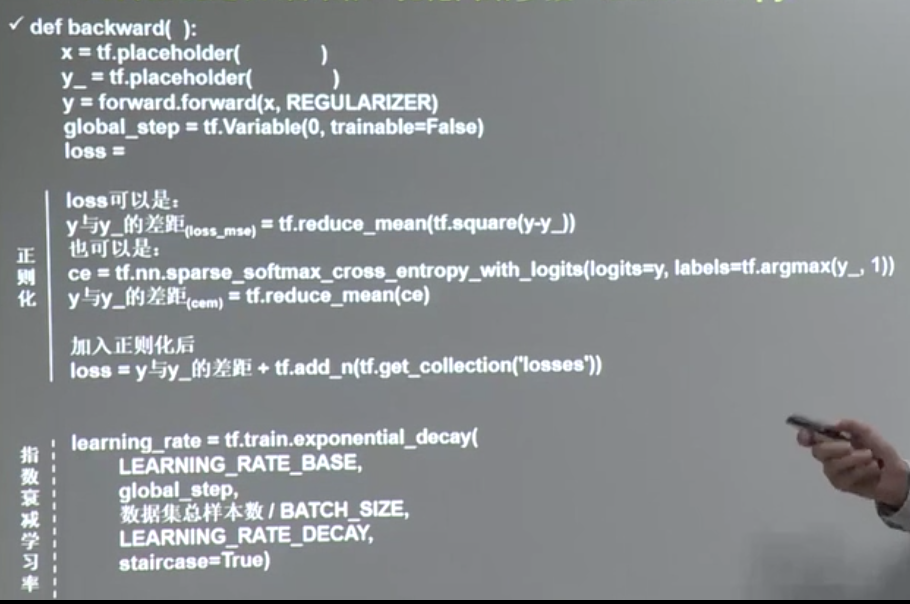 ✓ def backward( ):
x = tf.placeholder( )
y_ = tf.placeholder( )
y = forward.forward(x, REGULARIZER)
global_step = tf.Variable(0, trainable=False)
loss =
正则化
loss可以是：
y与y_的差距(loss_mse) = tf.reduce_mean(tf.square(y-y_))
也可以是：
ce = tf.nn.sparse_softmax_cross_entropy_with_logits(logits=y, labels=tf.argmax(y_, 1))
y与y_的差距(cem) = tf.reduce_mean(ce)
加入正则化后
loss = y与y_的差距 + tf.add_n(tf.get_collection('losses'))
指数衰减学习率
learning_rate = tf.train.exponential_decay(
LEARNING_RATE_BASE,
global_step,
数据集总样本数 / BATCH_SIZE,
LEARNING_RATE_DECAY,
staircase=True)